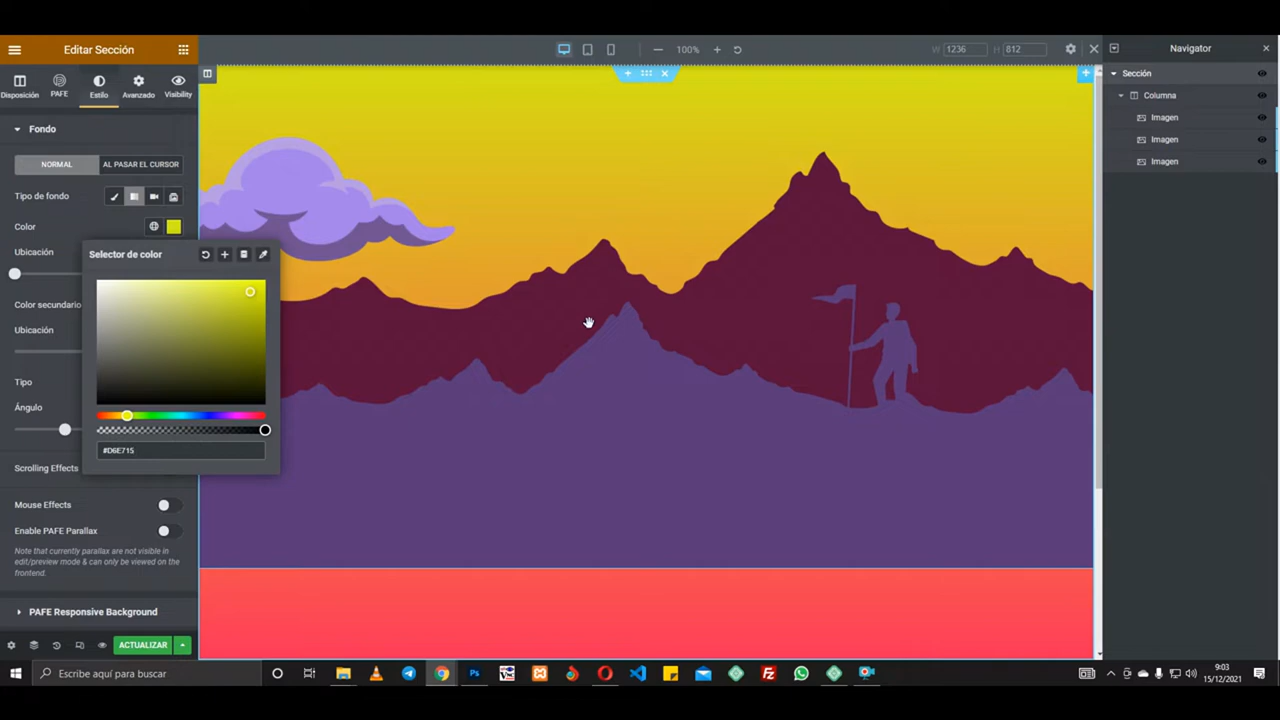 Editar Sección
100%
W 1236 H 812
Navigator
Disposición
PAFE
Estilo
Avanzado
Visibility
Sección
Columna
Imagen
Imagen
Imagen
Fondo
NORMAL
AL PASAR EL CURSOR
Tipo de fondo
Color
Ubicación
Selector de color
Color secundario
Ubicación
Tipo
Ángulo
#D6E715
Scrolling Effects
Mouse Effects
Enable PAFE Parallax
Note that currently parallax are not visible in
edit/preview mode & can only be viewed on the
frontend.
PAFE Responsive Background
ACTUALIZAR
Escribe aquí para buscar
Ps
9:03
15/12/2021